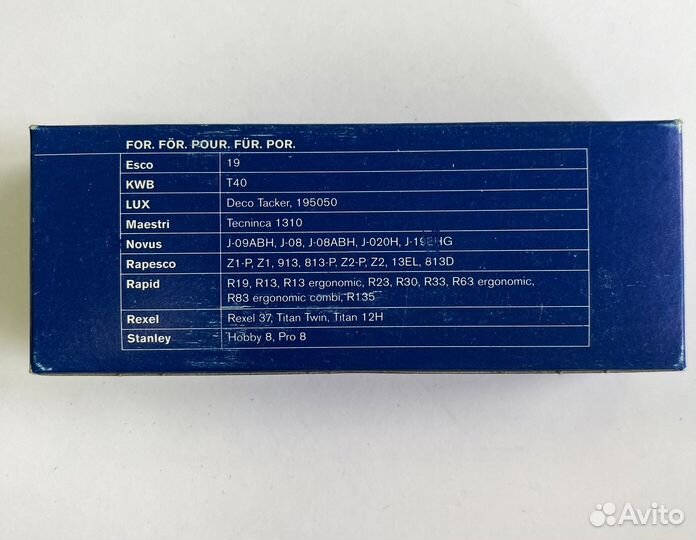 FOR. FÖR. POUR. FÜR. POR.
Esco 19
KWB T40
LUX Deco Tacker, 195050
Maestri Tecninca 1310
Novus J-09ABH, J-08, J-08ABH, J-020H,
Rapesco Z1-P, Z1, 913, 813-P, Z2-P, Z2, 13EL, 813D
Rapid R19, R13, R13 ergonomic, R23, R30, R33, R63 ergonomic,
R83 ergonomic combi, R135
Rexel Rexel 37, Titan Twin, Titan 12H
Stanley Hobby 8, Pro 8
Avito